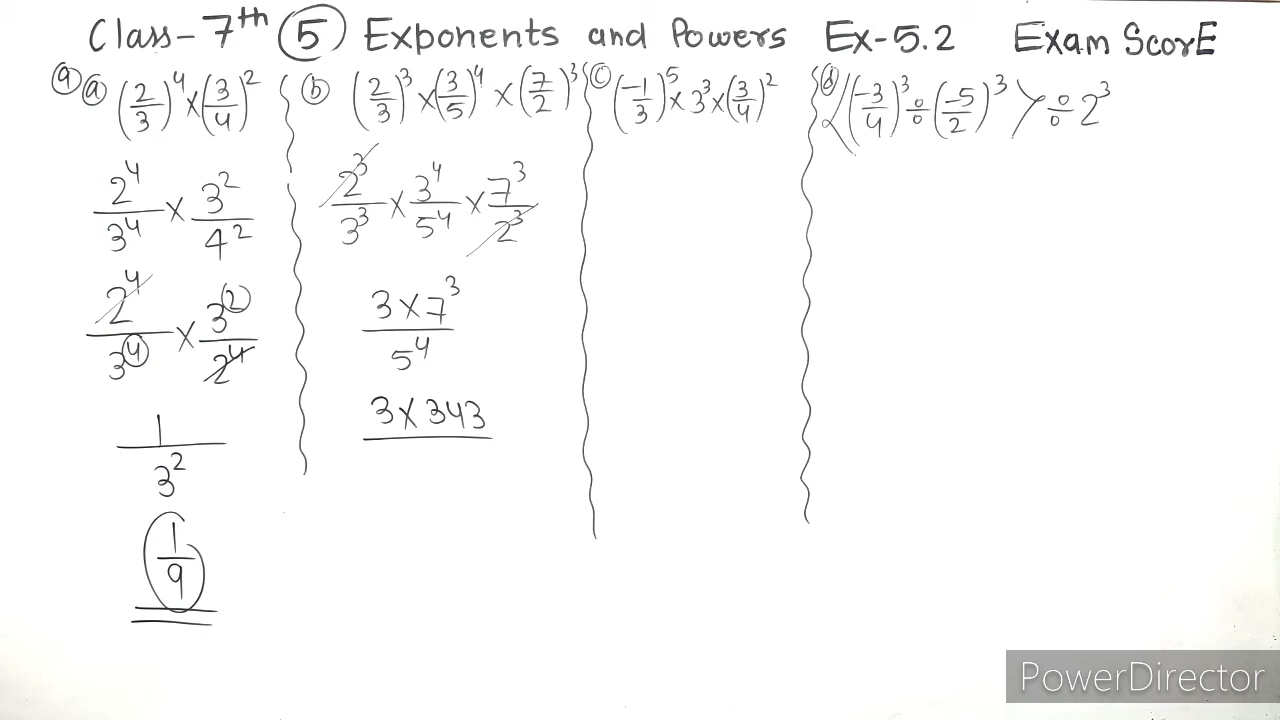 Class-7th (5) Exponents and Powers Ex-5.2 Exam ScorE
(9) (a) (2/3)^4 × (3/4)^2
2^4/3^4 × 3^2/4^2
2^4/3^4 × 3^2/2^4
1/3^2
1/9
(b) (2/3)^3 × (3/5)^4 × (7/2)^3
2^3/3^3 × 3^4/5^4 × 7^3/2^3
3 × 7^3/5^4
3 × 343
(c) (-1/3)^5 × 3^3 × (3/4)^2
(d) {(-3/4)^3 ÷ (-5/2)^3} ÷ 2^3
PowerDirector